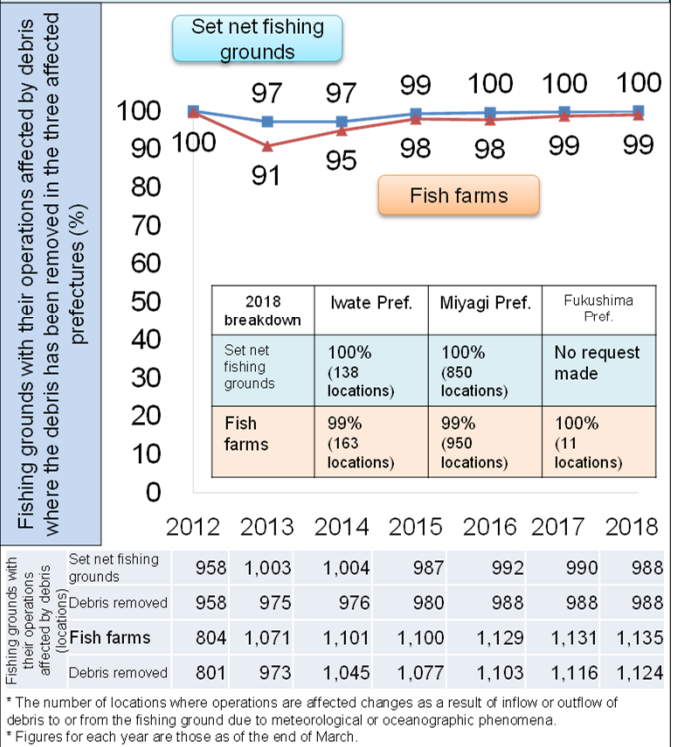 Fishing grounds with their operations affected by debris
where the debris has been removed in the three affected
prefectures (%)
Set net fishing
grounds
97 97 99 100 100 100
100
90
80
70
60
50
40
30
20
10
0
100 91 95 98 98 99 99
Fish farms
2018
breakdown
Iwate Pref.
Miyagi Pref.
Fukushima
Pref.
Set net
fishing
grounds
100%
(138
locations)
100%
(850
locations)
No request
made
Fish
farms
99%
(163
locations)
99%
(950
locations)
100%
(11
locations)
2012 2013 2014 2015 2016 2017 2018
Fishing grounds with
their operations
affected by debris
(locations)
Set net fishing
grounds
958 1,003 1,004 987 992 990 988
Debris removed 958 975 976 980 988 988 988
Fish farms 804 1,071 1,101 1,100 1,129 1,131 1,135
Debris removed 801 973 1,045 1,077 1,103 1,116 1,124
* The number of locations where operations are affected changes as a result of inflow or outflow of
debris to or from the fishing ground due to meteorological or oceanographic phenomena.
* Figures for each year are those as of the end of March.